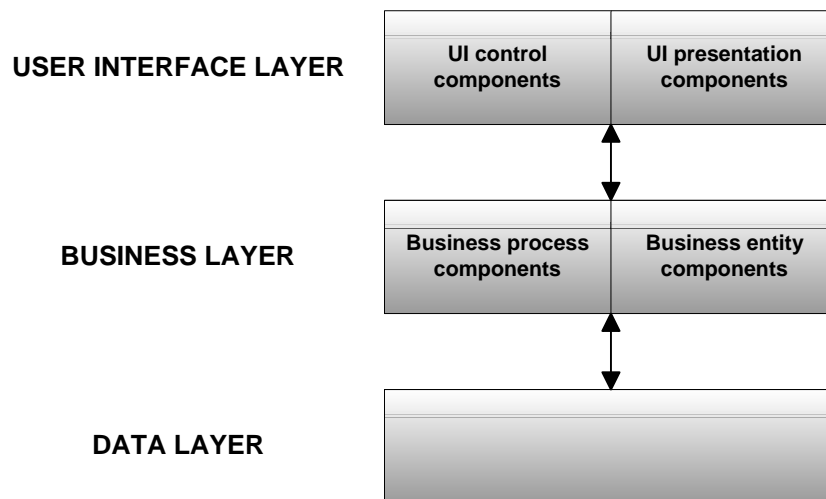 USER INTERFACE LAYER
UI control
components
UI presentation
components
BUSINESS LAYER
Business process
components
Business entity
components
DATA LAYER